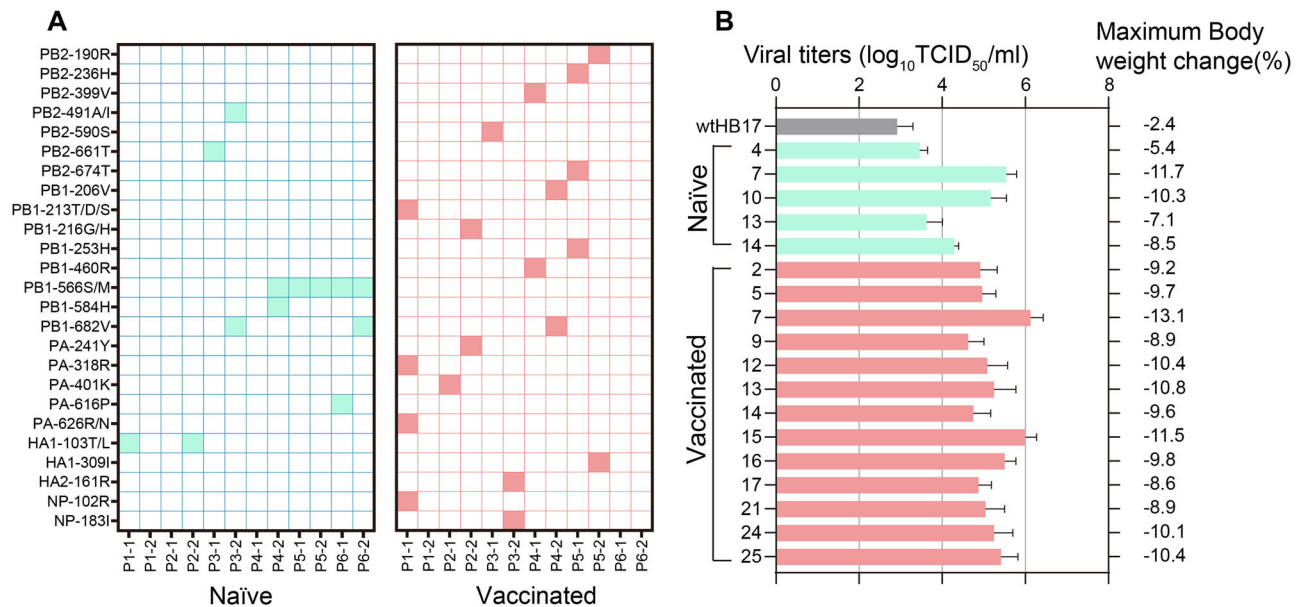 A
PB2-190R
PB2-236H
PB2-399V
PB2-491A/I
PB2-590S
PB2-661T
PB2-674T
PB1-206V
PB1-213T/D/S
PB1-216G/H
PB1-253H
PB1-460R
PB1-566S/M
PB1-584H
PB1-682V
PA-241Y
PA-318R
PA-401K
PA-616P
PA-626R/N
HA1-103T/L
HA1-309I
HA2-161R
NP-102R
NP-183I
P1-1 P1-2 P2-1 P2-2 P3-1 P3-2 P4-1 P4-2 P5-1 P5-2 P6-1 P6-2
Naïve
P1-1 P1-2 P2-1 P2-2 P3-1 P3-2 P4-1 P4-2 P5-1 P5-2 P6-1 P6-2
Vaccinated
B
Viral titers (log10TCID50/ml)
Maximum Body
weight change(%)
0 2 4 6 8
wtHB17 -2.4
Naïve
4 -5.4
7 -11.7
10 -10.3
13 -7.1
14 -8.5
Vaccinated
2 -9.2
5 -9.7
7 -13.1
9 -8.9
12 -10.4
13 -10.8
14 -9.6
15 -11.5
16 -9.8
17 -8.6
21 -8.9
24 -10.1
25 -10.4
0 2 4 6 8